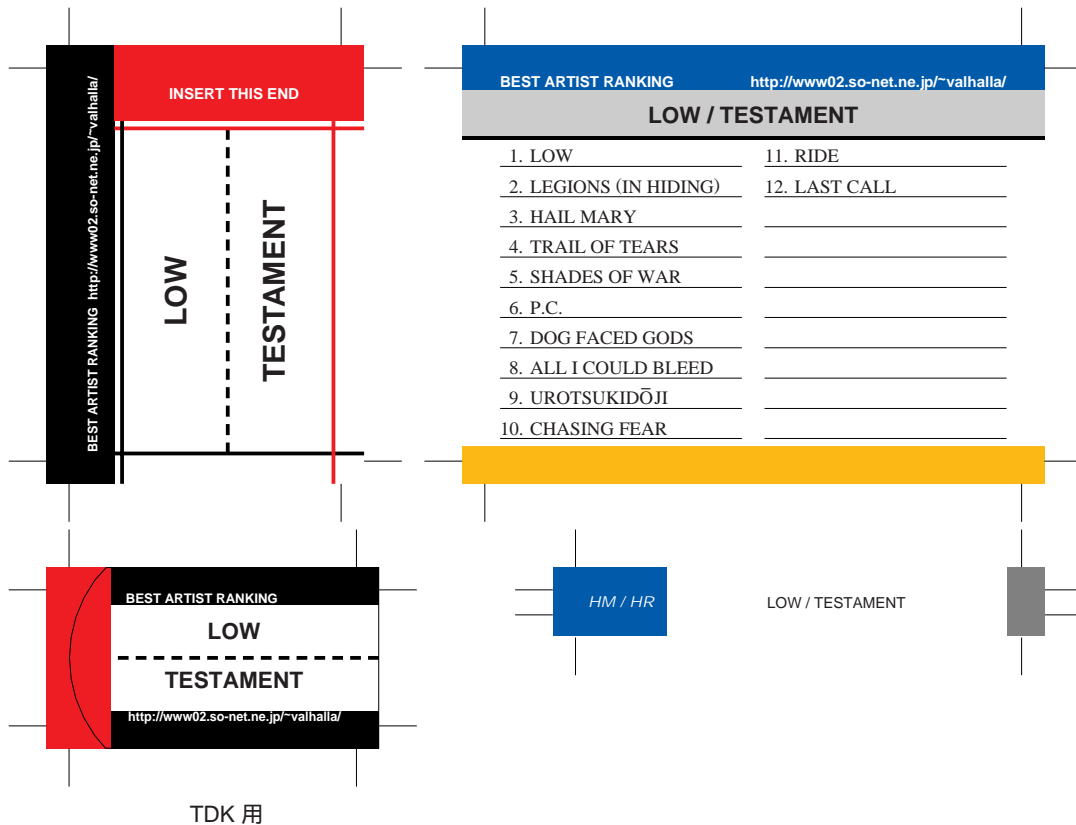 BEST ARTIST RANKING  http://www02.so-net.ne.jp/~valhalla/
INSERT THIS END
LOW
TESTAMENT
BEST ARTIST RANKING http://www02.so-net.ne.jp/~valhalla/
LOW / TESTAMENT
1. LOW
2. LEGIONS (IN HIDING)
3. HAIL MARY
4. TRAIL OF TEARS
5. SHADES OF WAR
6. P.C.
7. DOG FACED GODS
8. ALL I COULD BLEED
9. UROTSUKIDŌJI
10. CHASING FEAR
11. RIDE
12. LAST CALL
BEST ARTIST RANKING
LOW
TESTAMENT
http://www02.so-net.ne.jp/~valhalla/
HM / HR
LOW / TESTAMENT
TDK 用